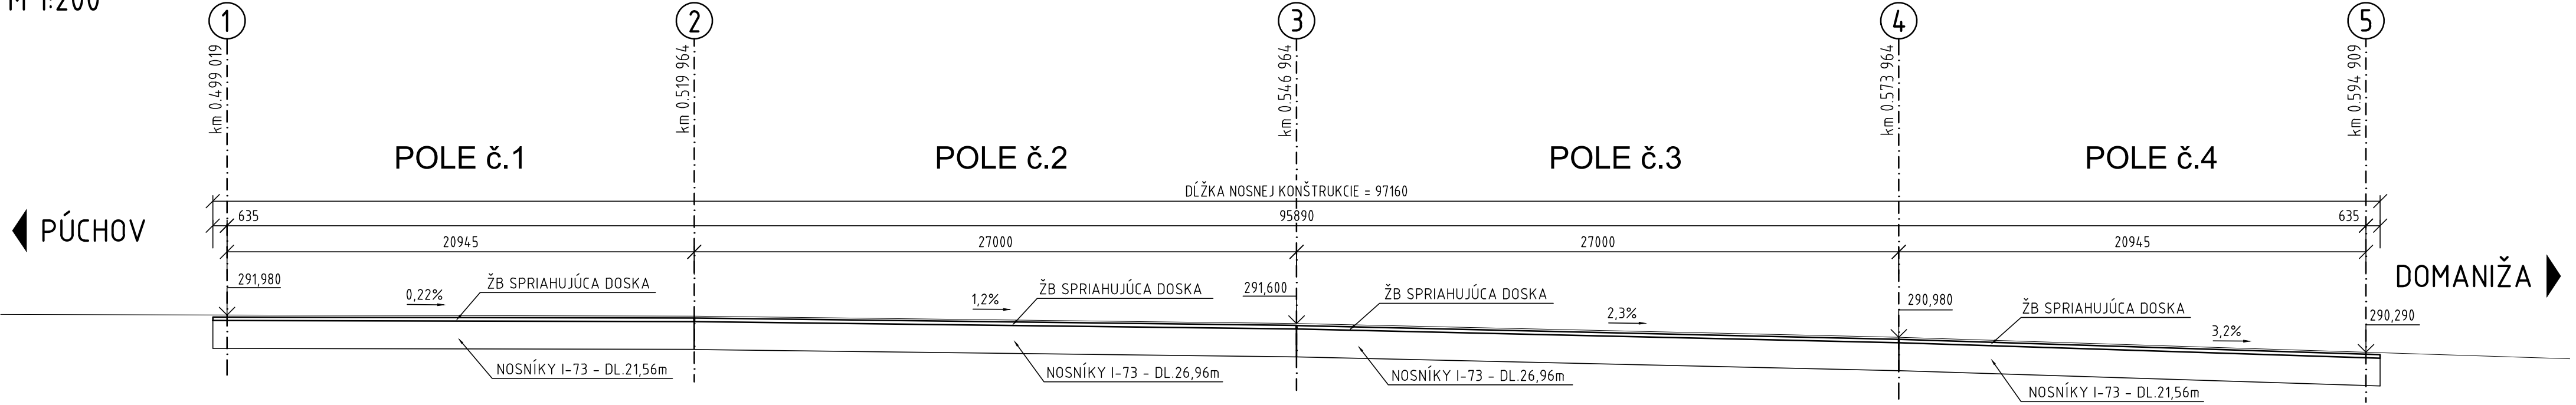 M 1:200
1
2
3
4
5
km 0.499 019
km 0.519 964
km 0.546 964
km 0.573 964
km 0.594 909
POLE č.1
POLE č.2
POLE č.3
POLE č.4
DĹŽKA NOSNEJ KONŠTRUKCIE = 97160
PÚCHOV
635
95890
635
20945
27000
27000
20945
DOMANIŽA
291,980
0,22%
ŽB SPRIAHUJÚCA DOSKA
1,2%
ŽB SPRIAHUJÚCA DOSKA
291,600
ŽB SPRIAHUJÚCA DOSKA
2,3%
290,980
ŽB SPRIAHUJÚCA DOSKA
3,2%
290,290
NOSNÍKY I-73 - DL.21,56m
NOSNÍKY I-73 - DL.26,96m
NOSNÍKY I-73 - DL.26,96m
NOSNÍKY I-73 - DL.21,56m